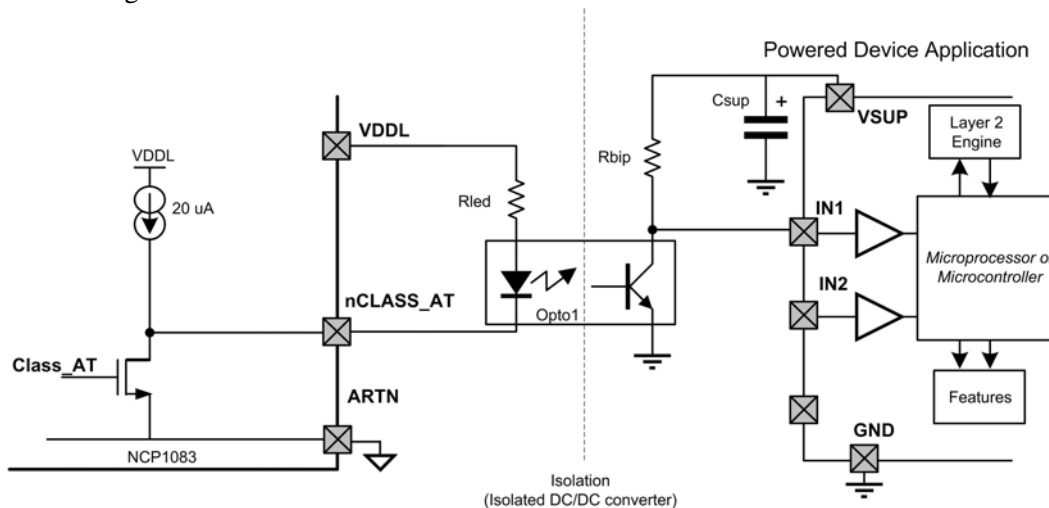 Powered Device Application
Csup
+
VSUP
VDDL
Layer 2
Engine
VDDL
Rbip
20 uA
Rled
IN1
Microprocessor o
Microcontroller
IN2
nCLASS_AT
Opto1
Class_AT
ARTN
Features
GND
NCP1083
Isolation
(Isolated DC/DC converter)